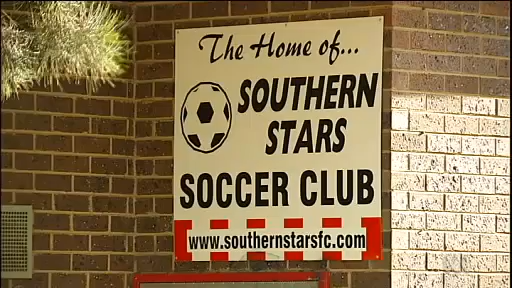 The Home of...
SOUTHERN
STARS
SOCCER CLUB
www.southernstarsfc.com